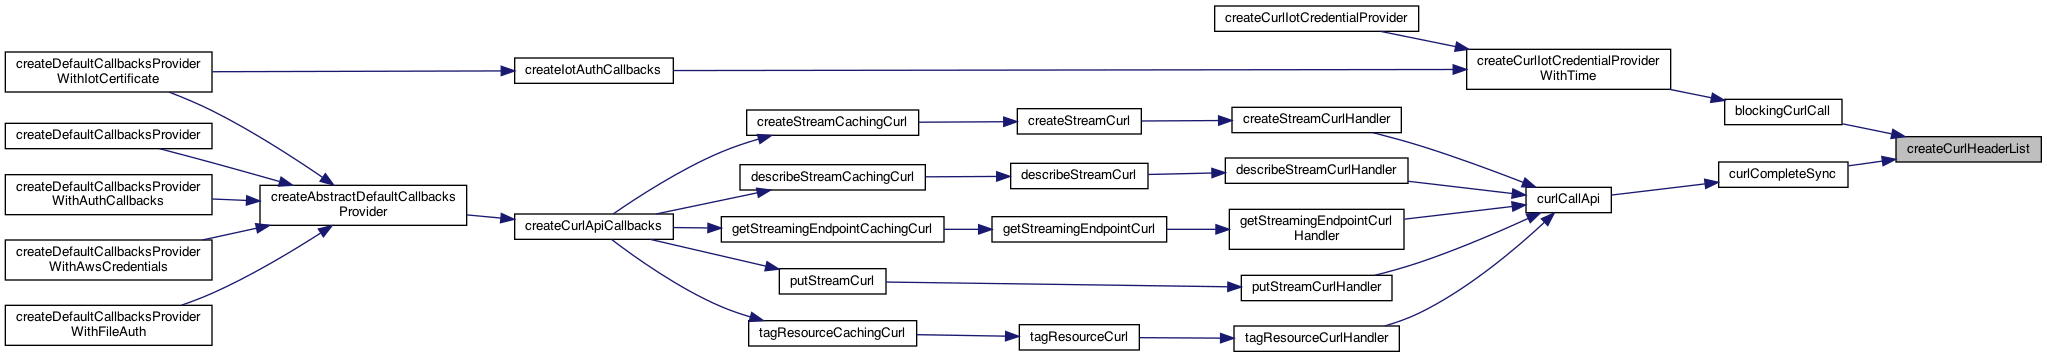 createCurlIotCredentialProvider
createDefaultCallbacksProvider
WithIotCertificate
createIotAuthCallbacks
createCurlIotCredentialProvider
WithTime
blockingCurlCall
createCurlHeaderList
createDefaultCallbacksProvider
createStreamCachingCurl
createStreamCurl
createStreamCurlHandler
describeStreamCachingCurl
describeStreamCurl
describeStreamCurlHandler
curlCompleteSync
createDefaultCallbacksProvider
WithAuthCallbacks
createAbstractDefaultCallbacks
Provider
curlCallApi
createCurlApiCallbacks
getStreamingEndpointCachingCurl
getStreamingEndpointCurl
getStreamingEndpointCurl
Handler
createDefaultCallbacksProvider
WithAwsCredentials
putStreamCurl
putStreamCurlHandler
createDefaultCallbacksProvider
WithFileAuth
tagResourceCachingCurl
tagResourceCurl
tagResourceCurlHandler